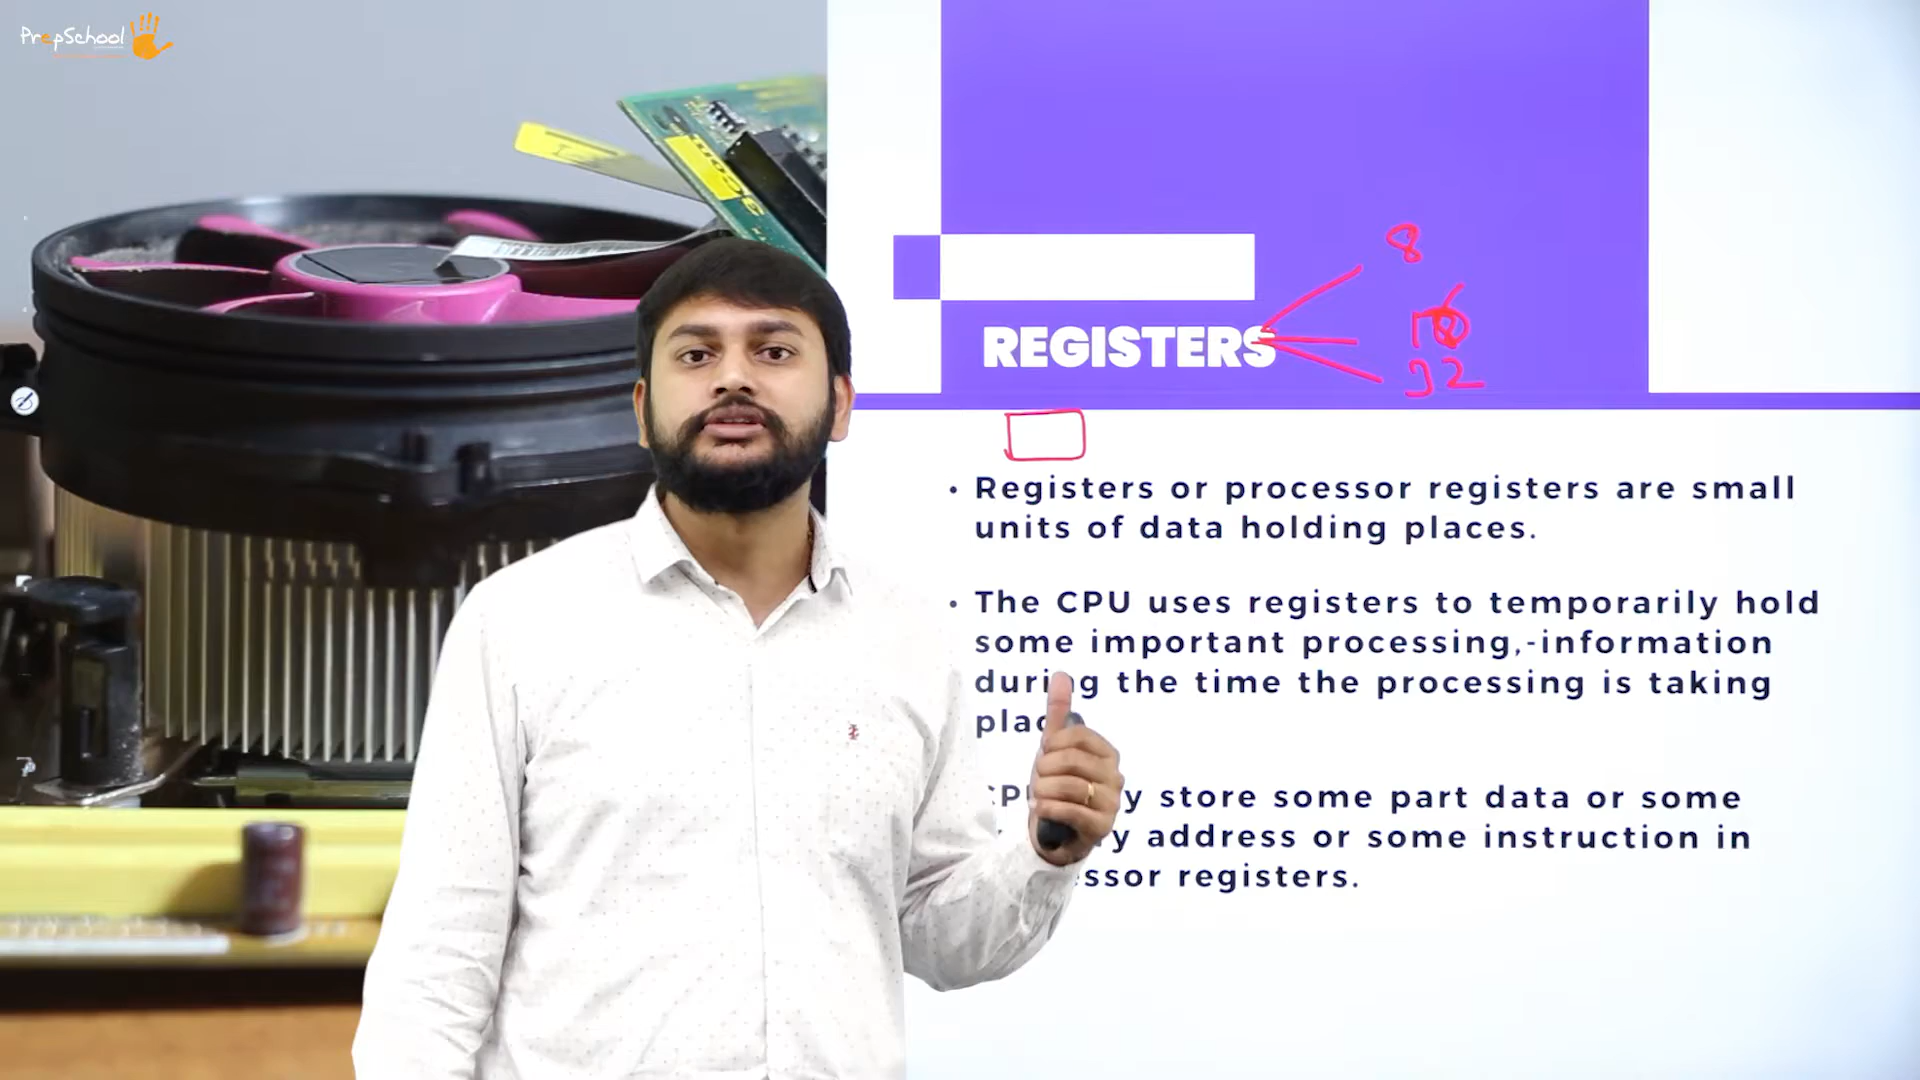 PrepSchool
3Com
8
16
REGISTERS
32
• Registers or processor registers are small
units of data holding places.
• The CPU uses registers to temporarily hold
some important processing,-information
during the time the processing is taking
place
store some part data or some
address or some instruction in
registers.